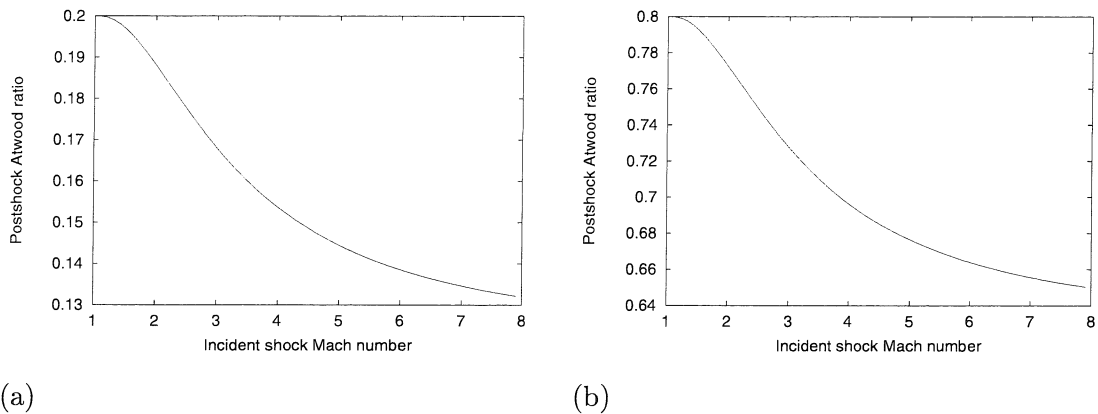 0.2
0.19
0.18
0.17
0.16
0.15
0.14
0.13
Postshock Atwood ratio
1 2 3 4 5 6 7 8
Incident shock Mach number
(a)
0.8
0.78
0.76
0.74
0.72
0.7
0.68
0.66
0.64
Postshock Atwood ratio
1 2 3 4 5 6 7 8
Incident shock Mach number
(b)